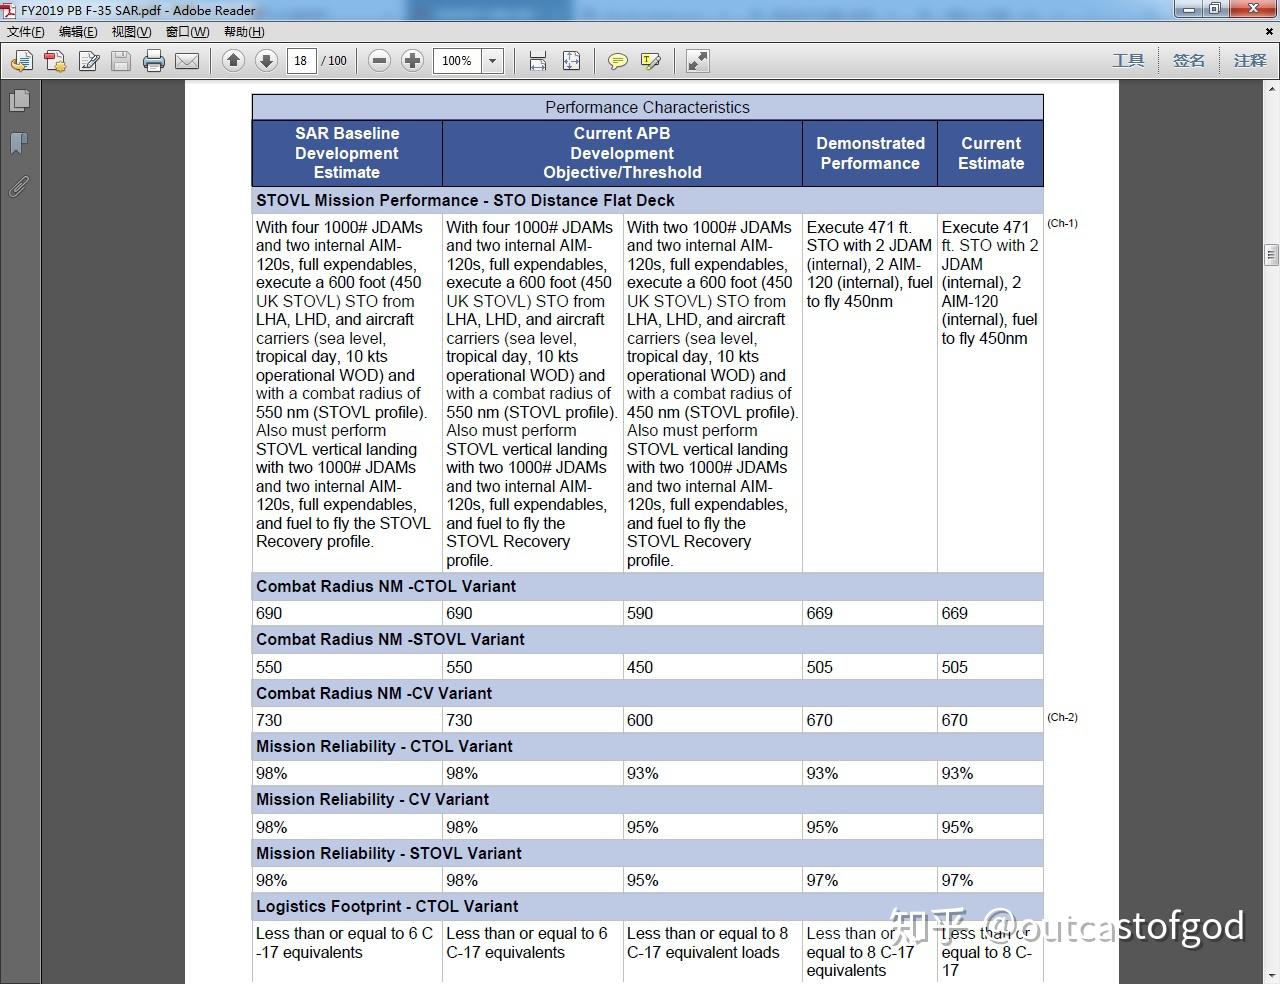 FY2019 PB F-35 SAR.pdf - Adobe Reader
文件(F) 编辑(E) 视图(V) 窗口(W) 帮助(H)
18 / 100 100% 工具 签名 注释
Performance Characteristics
SAR Baseline
Development
Estimate
Current APB
Development
Objective/Threshold
Demonstrated
Performance
Current
Estimate
STOVL Mission Performance - STO Distance Flat Deck
With four 1000# JDAMs
and two internal AIM-
120s, full expendables,
execute a 600 foot (450
UK STOVL) STO from
LHA, LHD, and aircraft
carriers (sea level,
tropical day, 10 kts
operational WOD) and
with a combat radius of
550 nm (STOVL profile).
Also must perform
STOVL vertical landing
with two 1000# JDAMs
and two internal AIM-
120s, full expendables,
and fuel to fly the STOVL
Recovery profile.
With four 1000# JDAMs
and two internal AIM-
120s, full expendables,
execute a 600 foot (450
UK STOVL) STO from
LHA, LHD, and aircraft
carriers (sea level,
tropical day, 10 kts
operational WOD) and
with a combat radius of
550 nm (STOVL profile).
Also must perform
STOVL vertical landing
with two 1000# JDAMs
and two internal AIM-
120s, full expendables,
and fuel to fly the
STOVL Recovery
profile.
With two 1000# JDAMs
and two internal AIM-
120s, full expendables,
execute a 600 foot (450
UK STOVL) STO from
LHA, LHD, and aircraft
carriers (sea level,
tropical day, 10 kts
operational WOD) and
with a combat radius of
450 nm (STOVL profile).
Also must perform
STOVL vertical landing
with two 1000# JDAMs
and two internal AIM-
120s, full expendables,
and fuel to fly the
STOVL Recovery
profile.
Execute 471 ft.
STO with 2 JDAM
(internal), 2 AIM-
120 (internal), fuel
to fly 450nm
Execute 471
ft. STO with 2
JDAM
(internal), 2
AIM-120
(internal), fuel
to fly 450nm
(Ch-1)
Combat Radius NM -CTOL Variant
690 690 590 669 669
Combat Radius NM -STOVL Variant
550 550 450 505 505
Combat Radius NM -CV Variant
730 730 600 670 670 (Ch-2)
Mission Reliability - CTOL Variant
98% 98% 93% 93% 93%
Mission Reliability - CV Variant
98% 98% 95% 95% 95%
Mission Reliability - STOVL Variant
98% 98% 95% 97% 97%
Logistics Footprint - CTOL Variant
Less than or equal to 6 C
-17 equivalents
Less than or equal to 6
C-17 equivalents
Less than or equal to 8
C-17 equivalent loads
Less than or
equal to 8 C-17
equivalents
Less than or
equal to 8 C-
17
知乎 @outcastofgod